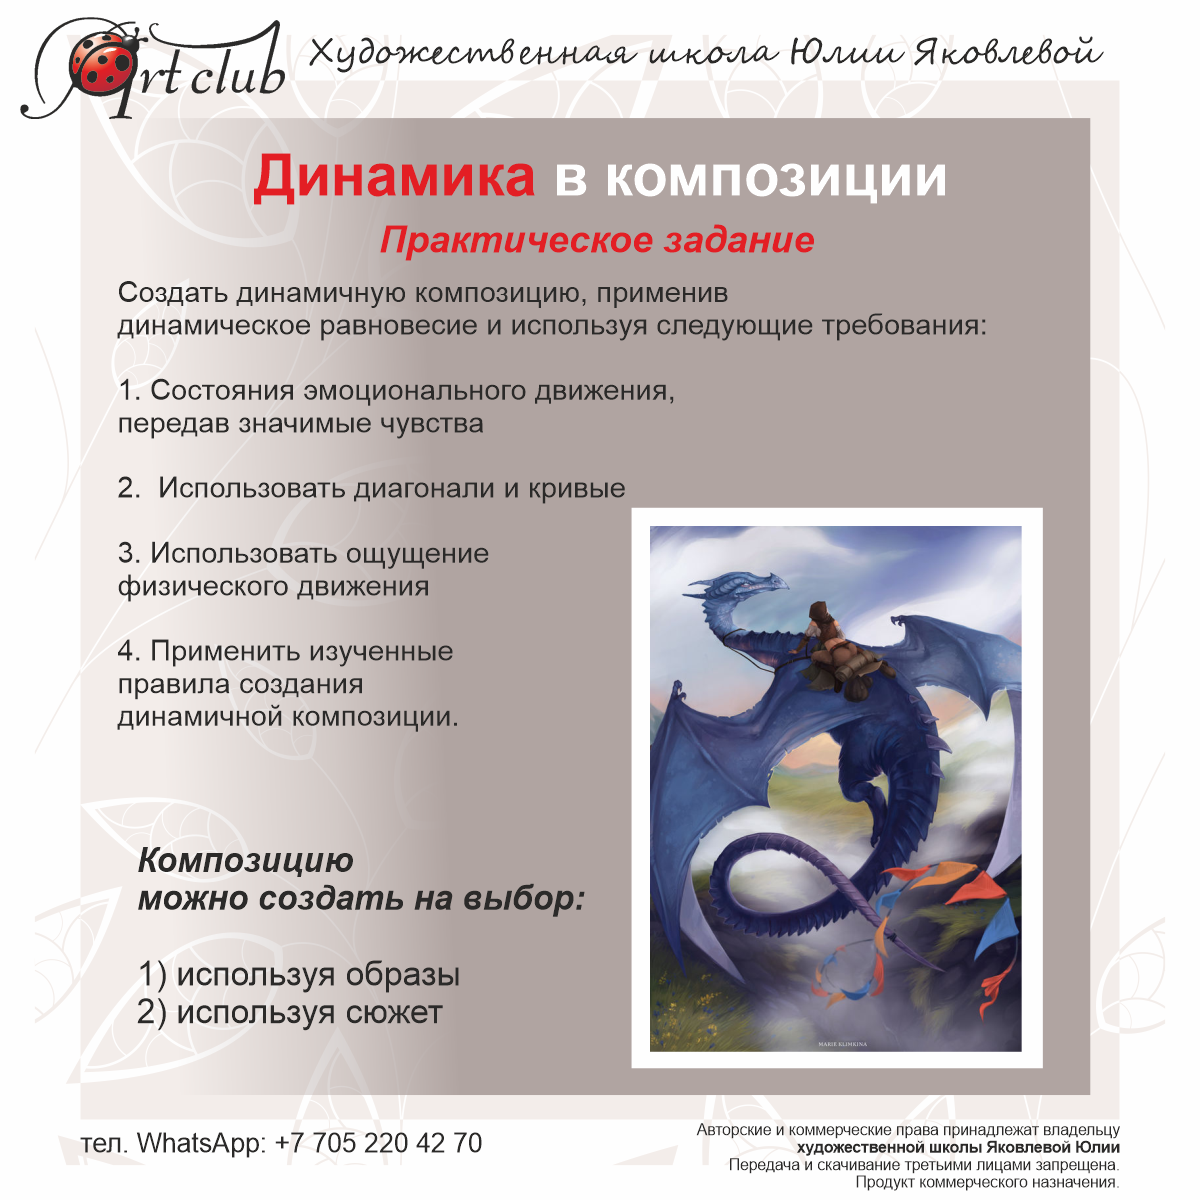 Art club
Художественная школа Юлии Яковлевой
Динамика в композиции
Практическое задание
Создать динамичную композицию, применив
динамическое равновесие и используя следующие требования:
1. Состояния эмоционального движения,
передав значимые чувства
2. Использовать диагонали и кривые
3. Использовать ощущение
физического движения
4. Применить изученные
правила создания
динамичной композиции.
Композицию
можно создать на выбор:
1) используя образы
2) используя сюжет
MARIE KLIMKINA
тел. WhatsApp: +7 705 220 42 70
Авторские и коммерческие права принадлежат владельцу
художественной школы Яковлевой Юлии
Передача и скачивание третьими лицами запрещена.
Продукт коммерческого назначения.